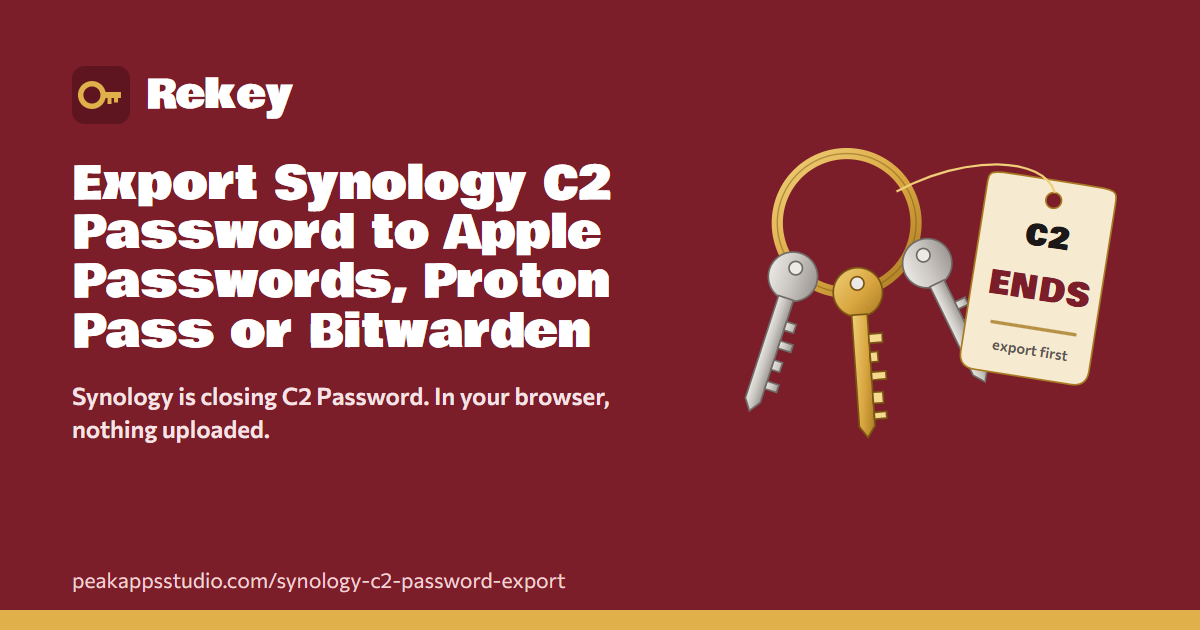 Rekey
Export Synology C2
Password to Apple
Passwords, Proton
Pass or Bitwarden
Synology is closing C2 Password. In your browser,
nothing uploaded.
C2
ENDS
export first
peakappsstudio.com/synology-c2-password-export